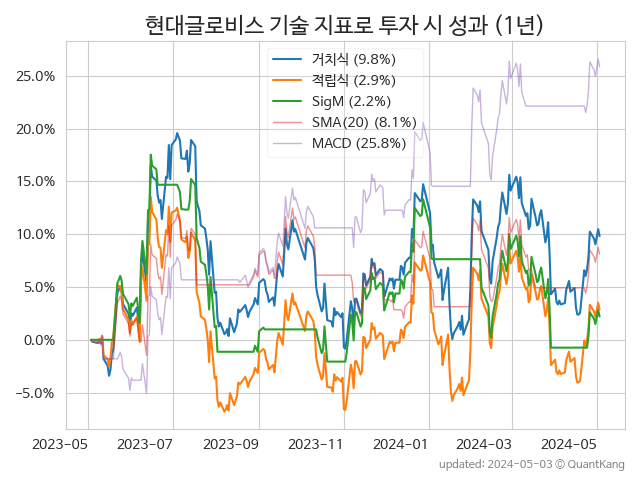 현대글로비스 기술 지표로 투자 시 성과 (1년)
거치식 (9.8%)
적립식 (2.9%)
SigM (2.2%)
SMA(20) (8.1%)
MACD (25.8%)
25.0%
20.0%
15.0%
10.0%
5.0%
0.0%
−5.0%
2023-05 2023-07 2023-09 2023-11 2024-01 2024-03 2024-05
updated: 2024-05-03 ⓒ QuantKang